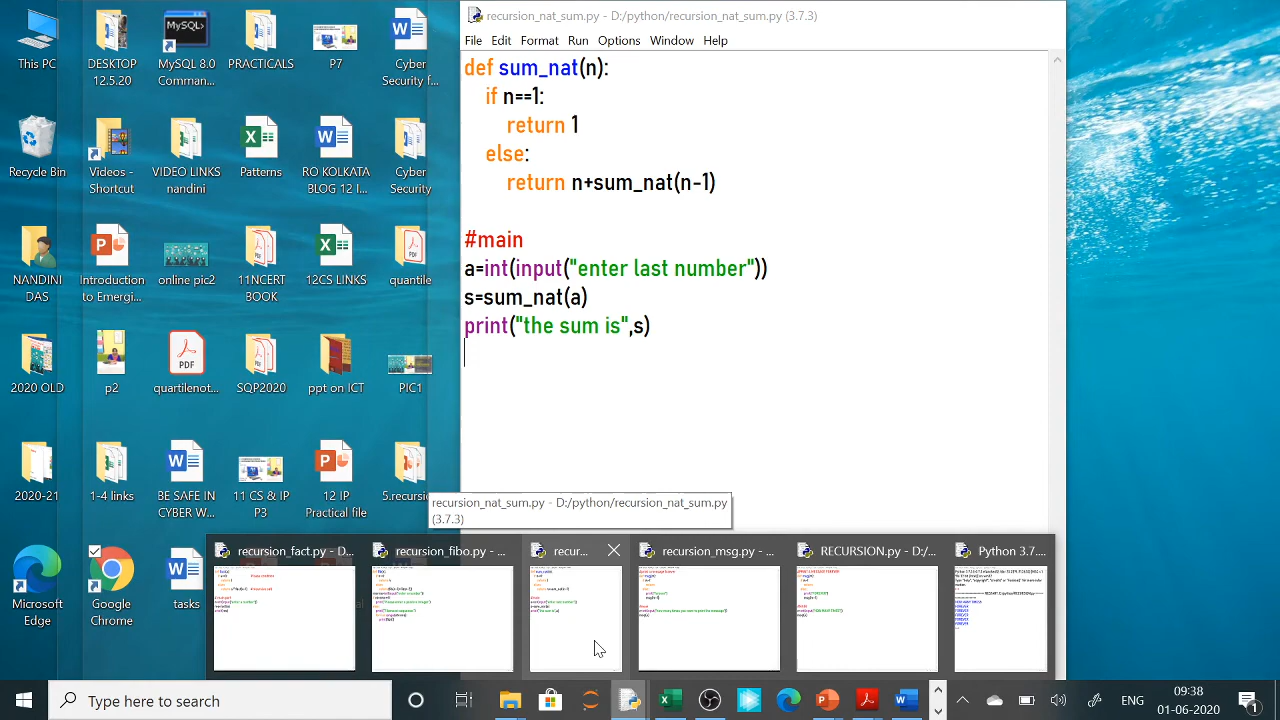 recursion_nat_sum.py - D:/python/recursion_nat_sum.py (3.7.3)
File Edit Format Run Options Window Help
def sum_nat(n):
if n==1:
return 1
else:
return n+sum_nat(n-1)
#main
a=int(input("enter last number"))
s=sum_nat(a)
print("the sum is",s)
This PC
DESKTOP
12.5.20
MySQL 8.0
Comman...
PRACTICALS
P7
Cyber
Security f...
Recycle Bin
Videos -
Shortcut
VIDEO LINKS
nandini
Patterns
RO KOLKATA
BLOG 12 I...
Cyber
Security
NANDINI
DAS
Introduction
to Emergi...
online pic2
11NCERT
BOOK
12CS LINKS
quantile
2020 OLD
p2
PDF
quartilenot...
SQP2020
ppt on ICT
PIC1
2020-21
1-4 links
BE SAFE IN
CYBER W...
11 CS & IP
P3
12 IP
Practical file
5.recursi
recursion_nat_sum.py - D:/python/recursion_nat_sum.py
(3.7.3)
Microsoft
Edge
Google
Chrome
tasks
recursion_fact.py - D...
recursion_fibo.py - ...
recur...
recursion_msg.py - ...
RECURSION.py - D:/...
Python 3.7....
Type here to search
ENG
09:38
01-06-2020
1